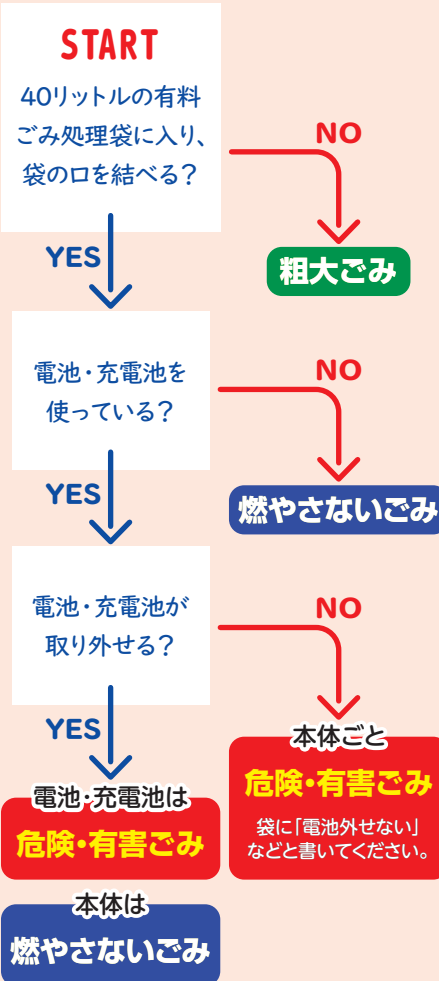 START
40リットルの有料
ごみ処理袋に入り、
袋の口を結べる？
NO
粗大ごみ
YES
電池・充電池を
使っている？
NO
燃やさないごみ
YES
電池・充電池が
取り外せる？
NO
本体ごと
危険・有害ごみ
袋に「電池外せない」
などと書いてください。
YES
電池・充電池は
危険・有害ごみ
本体は
燃やさないごみ